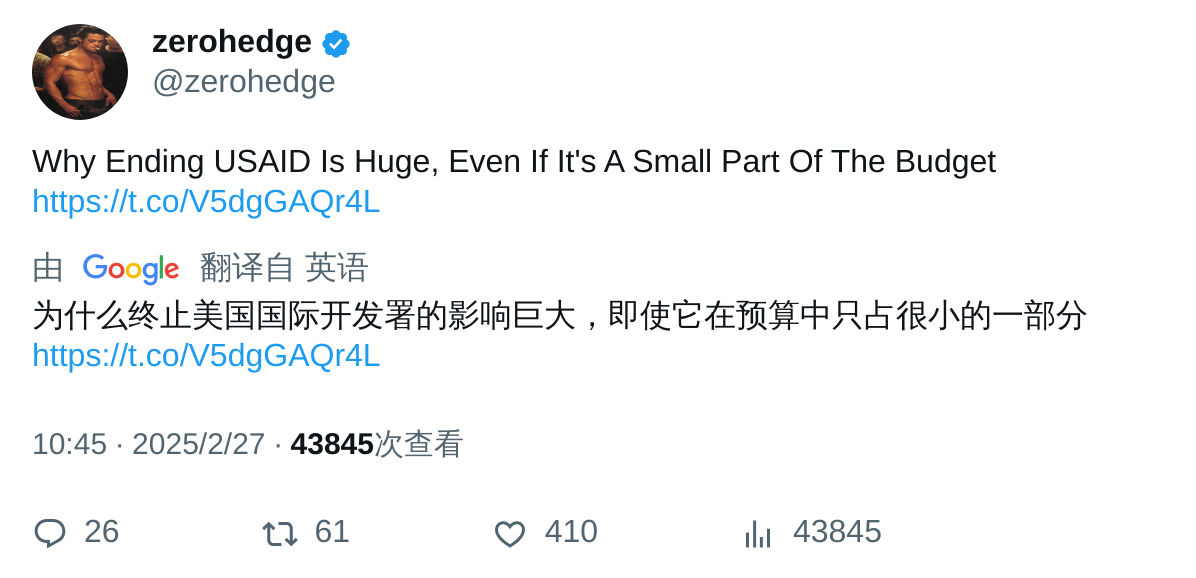 zerohedge
@zerohedge
Why Ending USAID Is Huge, Even If It's A Small Part Of The Budget
https://t.co/V5dgGAQr4L
由 Google 翻译自 英语
为什么终止美国国际开发署的影响巨大，即使它在预算中只占很小的一部分
https://t.co/V5dgGAQr4L
10:45 · 2025/2/27 · 43845次查看
26 61 410 43845